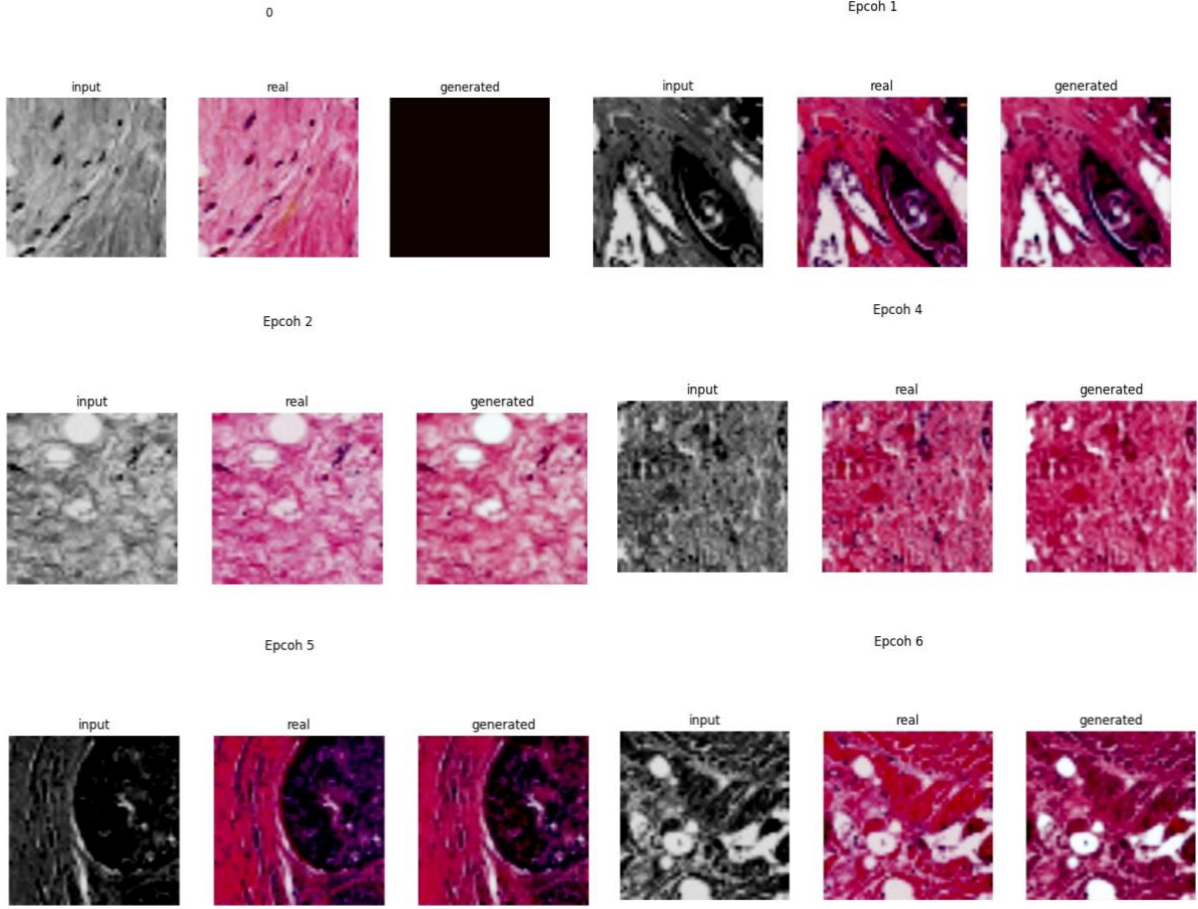 0
input real generated
Epcoh 1
input real generated
Epcoh 2
input real generated
Epcoh 4
input real generated
Epcoh 5
input real generated
Epcoh 6
input real generated